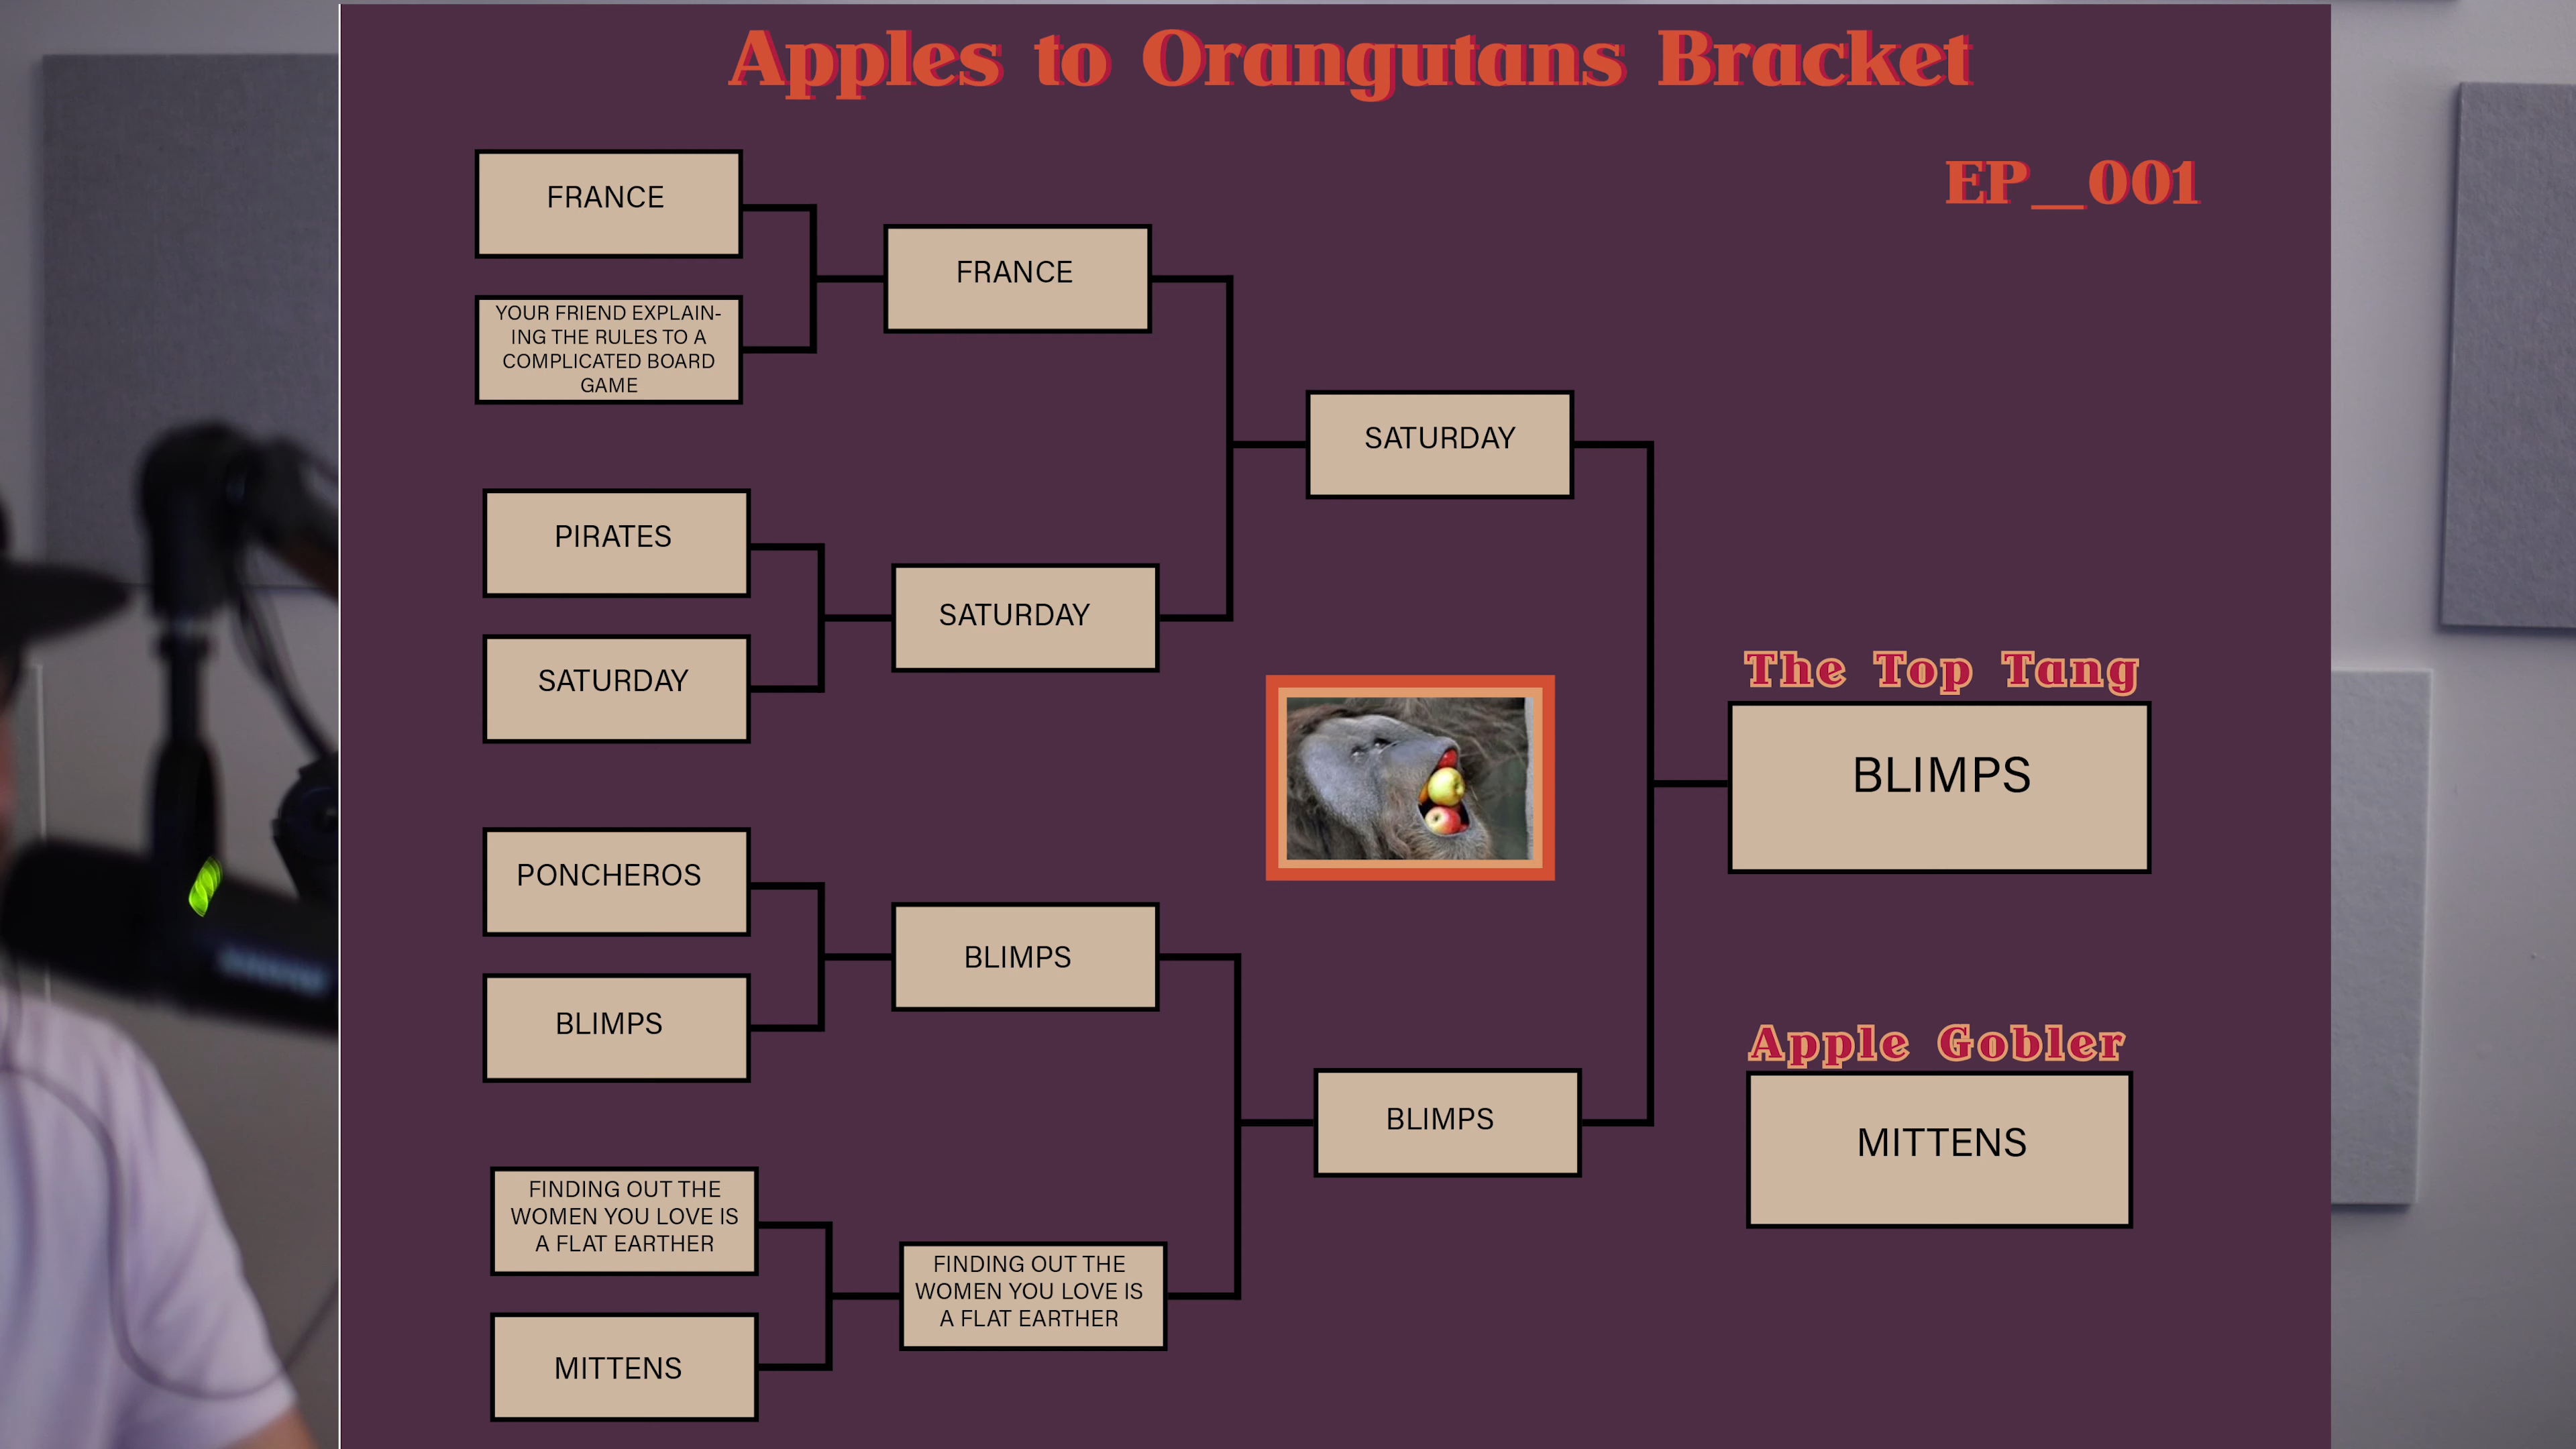 Apples to Orangutans Bracket
EP_001
FRANCE
YOUR FRIEND EXPLAIN-
ING THE RULES TO A
COMPLICATED BOARD
GAME
FRANCE
SATURDAY
PIRATES
SATURDAY
SATURDAY
The Top Tang
BLIMPS
PONCHEROS
BLIMPS
BLIMPS
Apple Gobler
MITTENS
BLIMPS
FINDING OUT THE
WOMEN YOU LOVE IS
A FLAT EARTHER
FINDING OUT THE
WOMEN YOU LOVE IS
A FLAT EARTHER
MITTENS